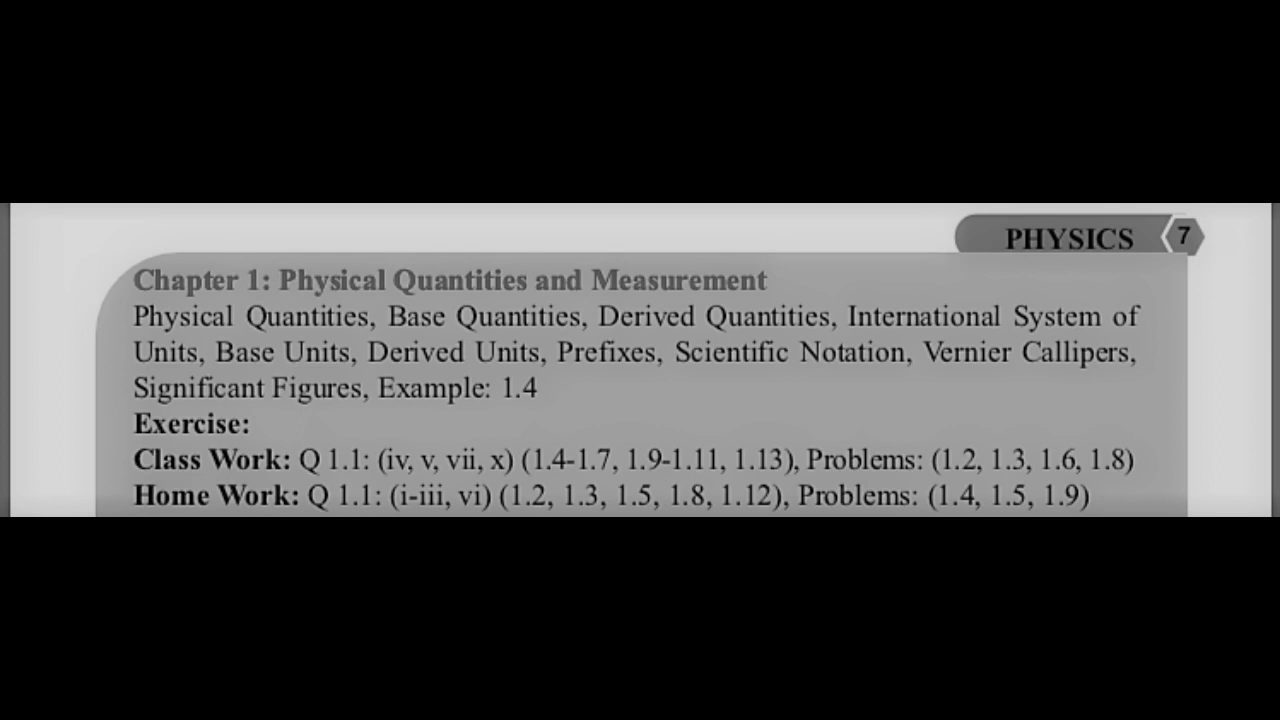 PHYSICS 7
Chapter 1: Physical Quantities and Measurement
Physical Quantities, Base Quantities, Derived Quantities, International System of
Units, Base Units, Derived Units, Prefixes, Scientific Notation, Vernier Callipers,
Significant Figures, Example: 1.4
Exercise:
Class Work: Q 1.1: (iv, v, vii, x) (1.4-1.7, 1.9-1.11, 1.13), Problems: (1.2, 1.3, 1.6, 1.8)
Home Work: Q 1.1: (i-iii, vi) (1.2, 1.3, 1.5, 1.8, 1.12), Problems: (1.4, 1.5, 1.9)